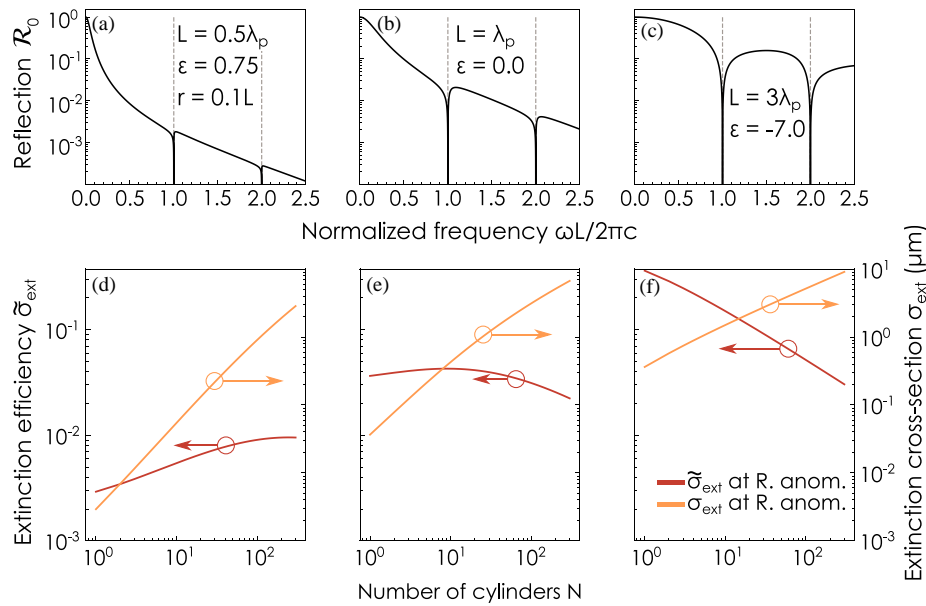 Reflection R₀
10⁰
10⁻¹
10⁻²
10⁻³
(a)
L = 0.5λₚ
ε = 0.75
r = 0.1L
0.0 0.5 1.0 1.5 2.0 2.5
(b)
L = λₚ
ε = 0.0
0.0 0.5 1.0 1.5 2.0 2.5
(c)
L = 3λₚ
ε = -7.0
0.0 0.5 1.0 1.5 2.0 2.5
Normalized frequency ωL/2πc
Extinction efficiency σ̃ₑₓₜ
10⁻¹
10⁻²
10⁻³
(d)
10⁰ 10¹ 10²
(e)
10⁰ 10¹ 10²
(f)
σ̃ₑₓₜ at R. anom.
σₑₓₜ at R. anom.
10⁰ 10¹ 10²
10¹
10⁰
10⁻¹
10⁻²
10⁻³
Extinction cross-section σₑₓₜ (μm)
Number of cylinders N